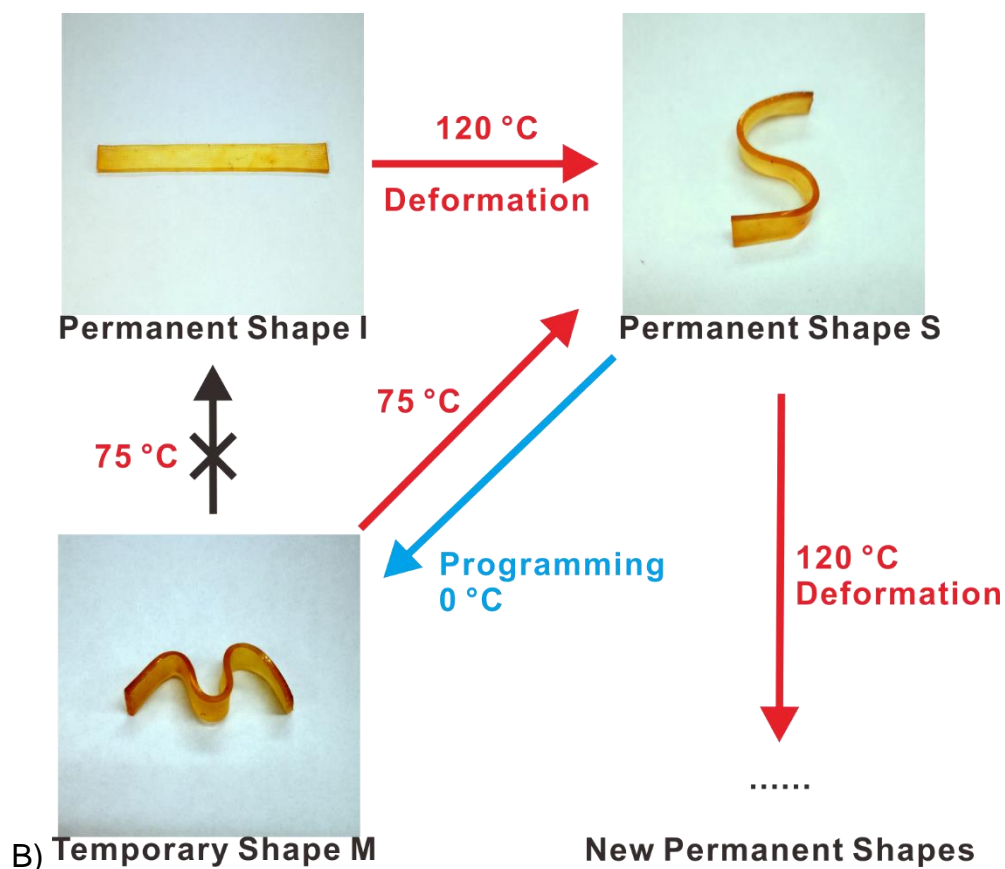 120 °C
Deformation
Permanent Shape I
Permanent Shape S
75 °C
75 °C
Programming
0 °C
120 °C
Deformation
......
B) Temporary Shape M
New Permanent Shapes